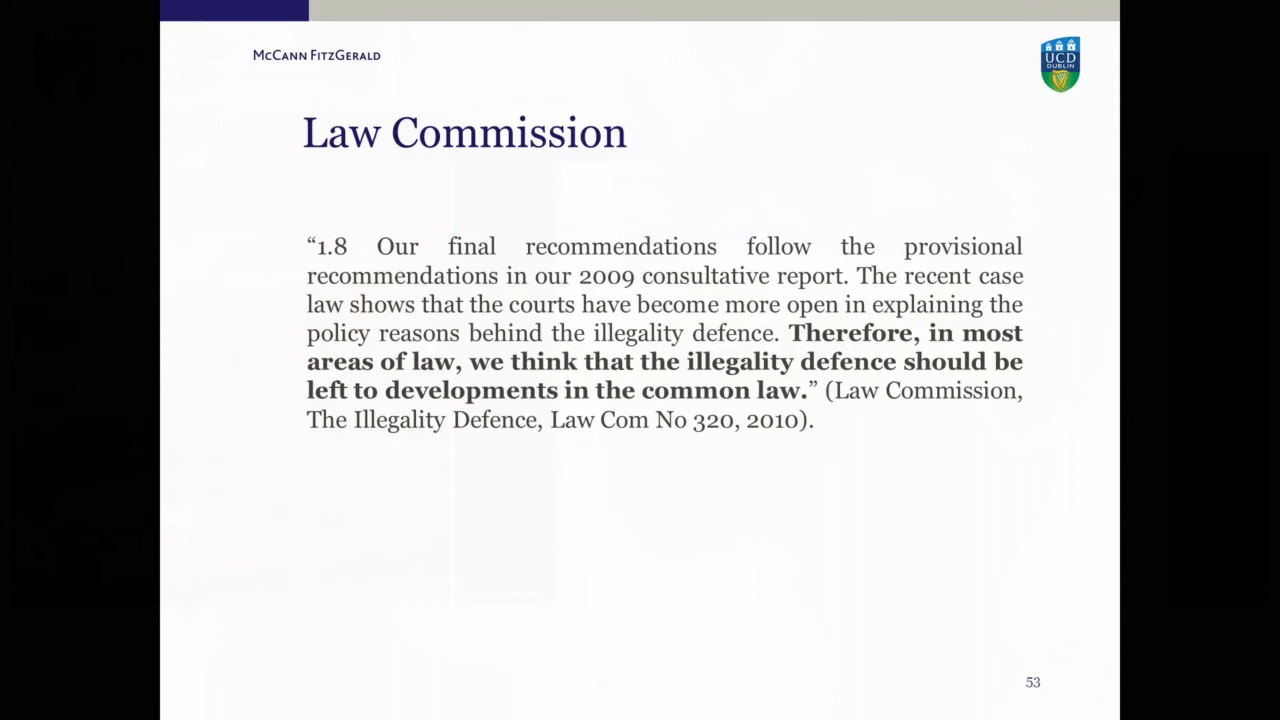 McCann FitzGerald
UCD
DUBLIN
Law Commission
“1.8 Our final recommendations follow the provisional
recommendations in our 2009 consultative report. The recent case
law shows that the courts have become more open in explaining the
policy reasons behind the illegality defence. Therefore, in most
areas of law, we think that the illegality defence should be
left to developments in the common law.” (Law Commission,
The Illegality Defence, Law Com No 320, 2010).
53